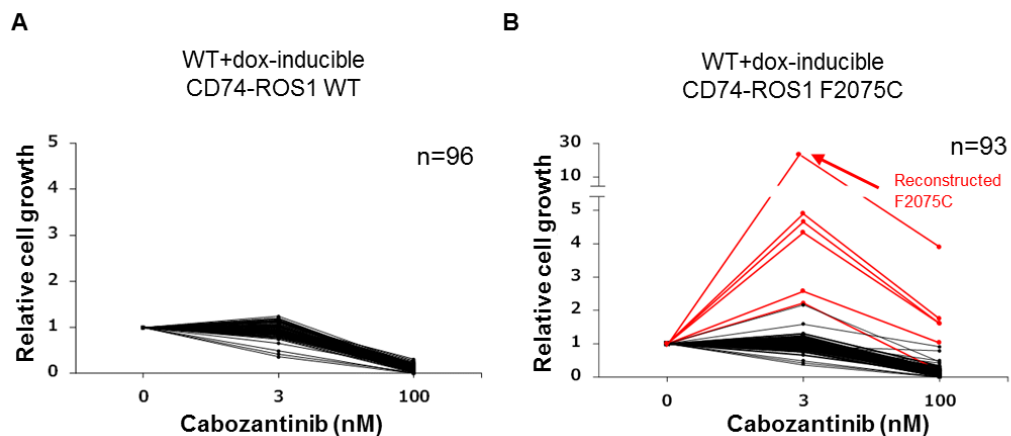 A
WT+dox-inducible
CD74-ROS1 WT
n=96
Relative cell growth
5
4
3
2
1
0
0
3
100
Cabozantinib (nM)
B
WT+dox-inducible
CD74-ROS1 F2075C
n=93
Reconstructed
F2075C
Relative cell growth
30
10
5
4
3
2
1
0
0
3
100
Cabozantinib (nM)